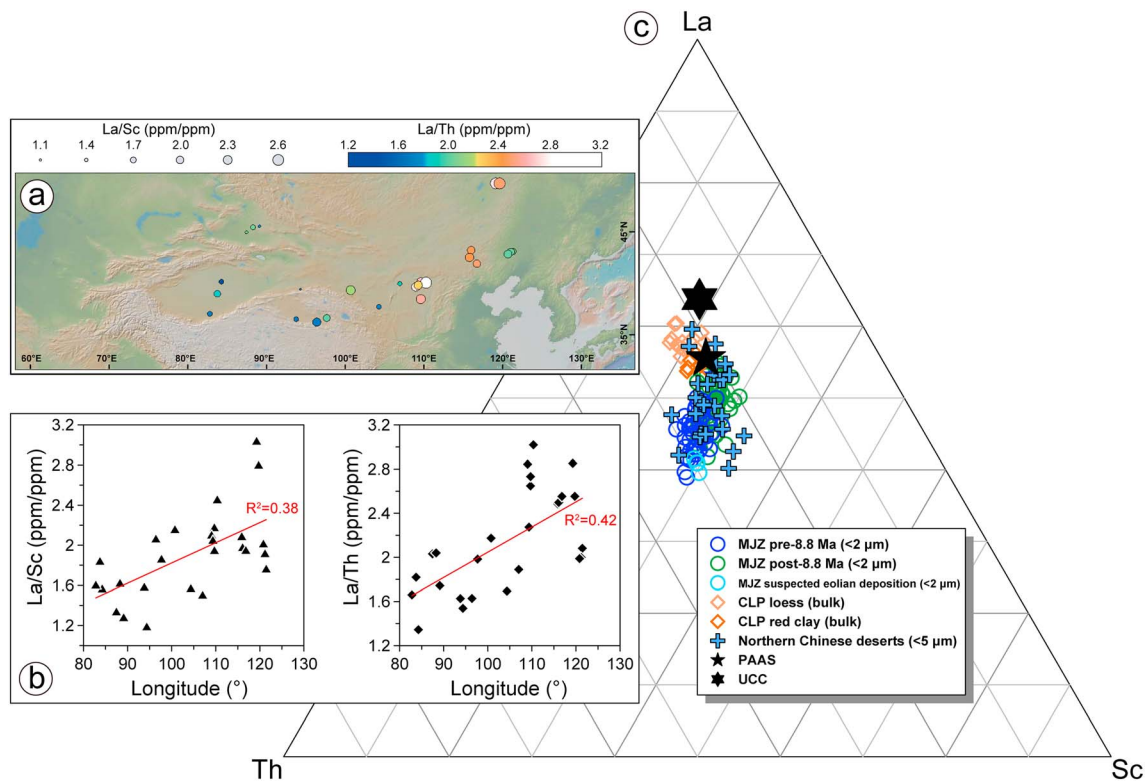 c
La
La/Sc (ppm/ppm)
La/Th (ppm/ppm)
1.1 1.4 1.7 2.0 2.3 2.6
1.2 1.6 2.0 2.4 2.8 3.2
a
45°N
35°N
60°E 70°E 80°E 90°E 100°E 110°E 120°E 130°E
3.2
2.8
2.4
2
1.6
1.2
La/Sc (ppm/ppm)
R²=0.38
80 90 100 110 120 130
Longitude (°)
3.2
2.8
2.4
2
1.6
1.2
La/Th (ppm/ppm)
R²=0.42
80 90 100 110 120 130
Longitude (°)
b
MJZ pre-8.8 Ma (<2 μm)
MJZ post-8.8 Ma (<2 μm)
MJZ suspected eolian deposition (<2 μm)
CLP loess (bulk)
CLP red clay (bulk)
Northern Chinese deserts (<5 μm)
PAAS
UCC
Th
Sc